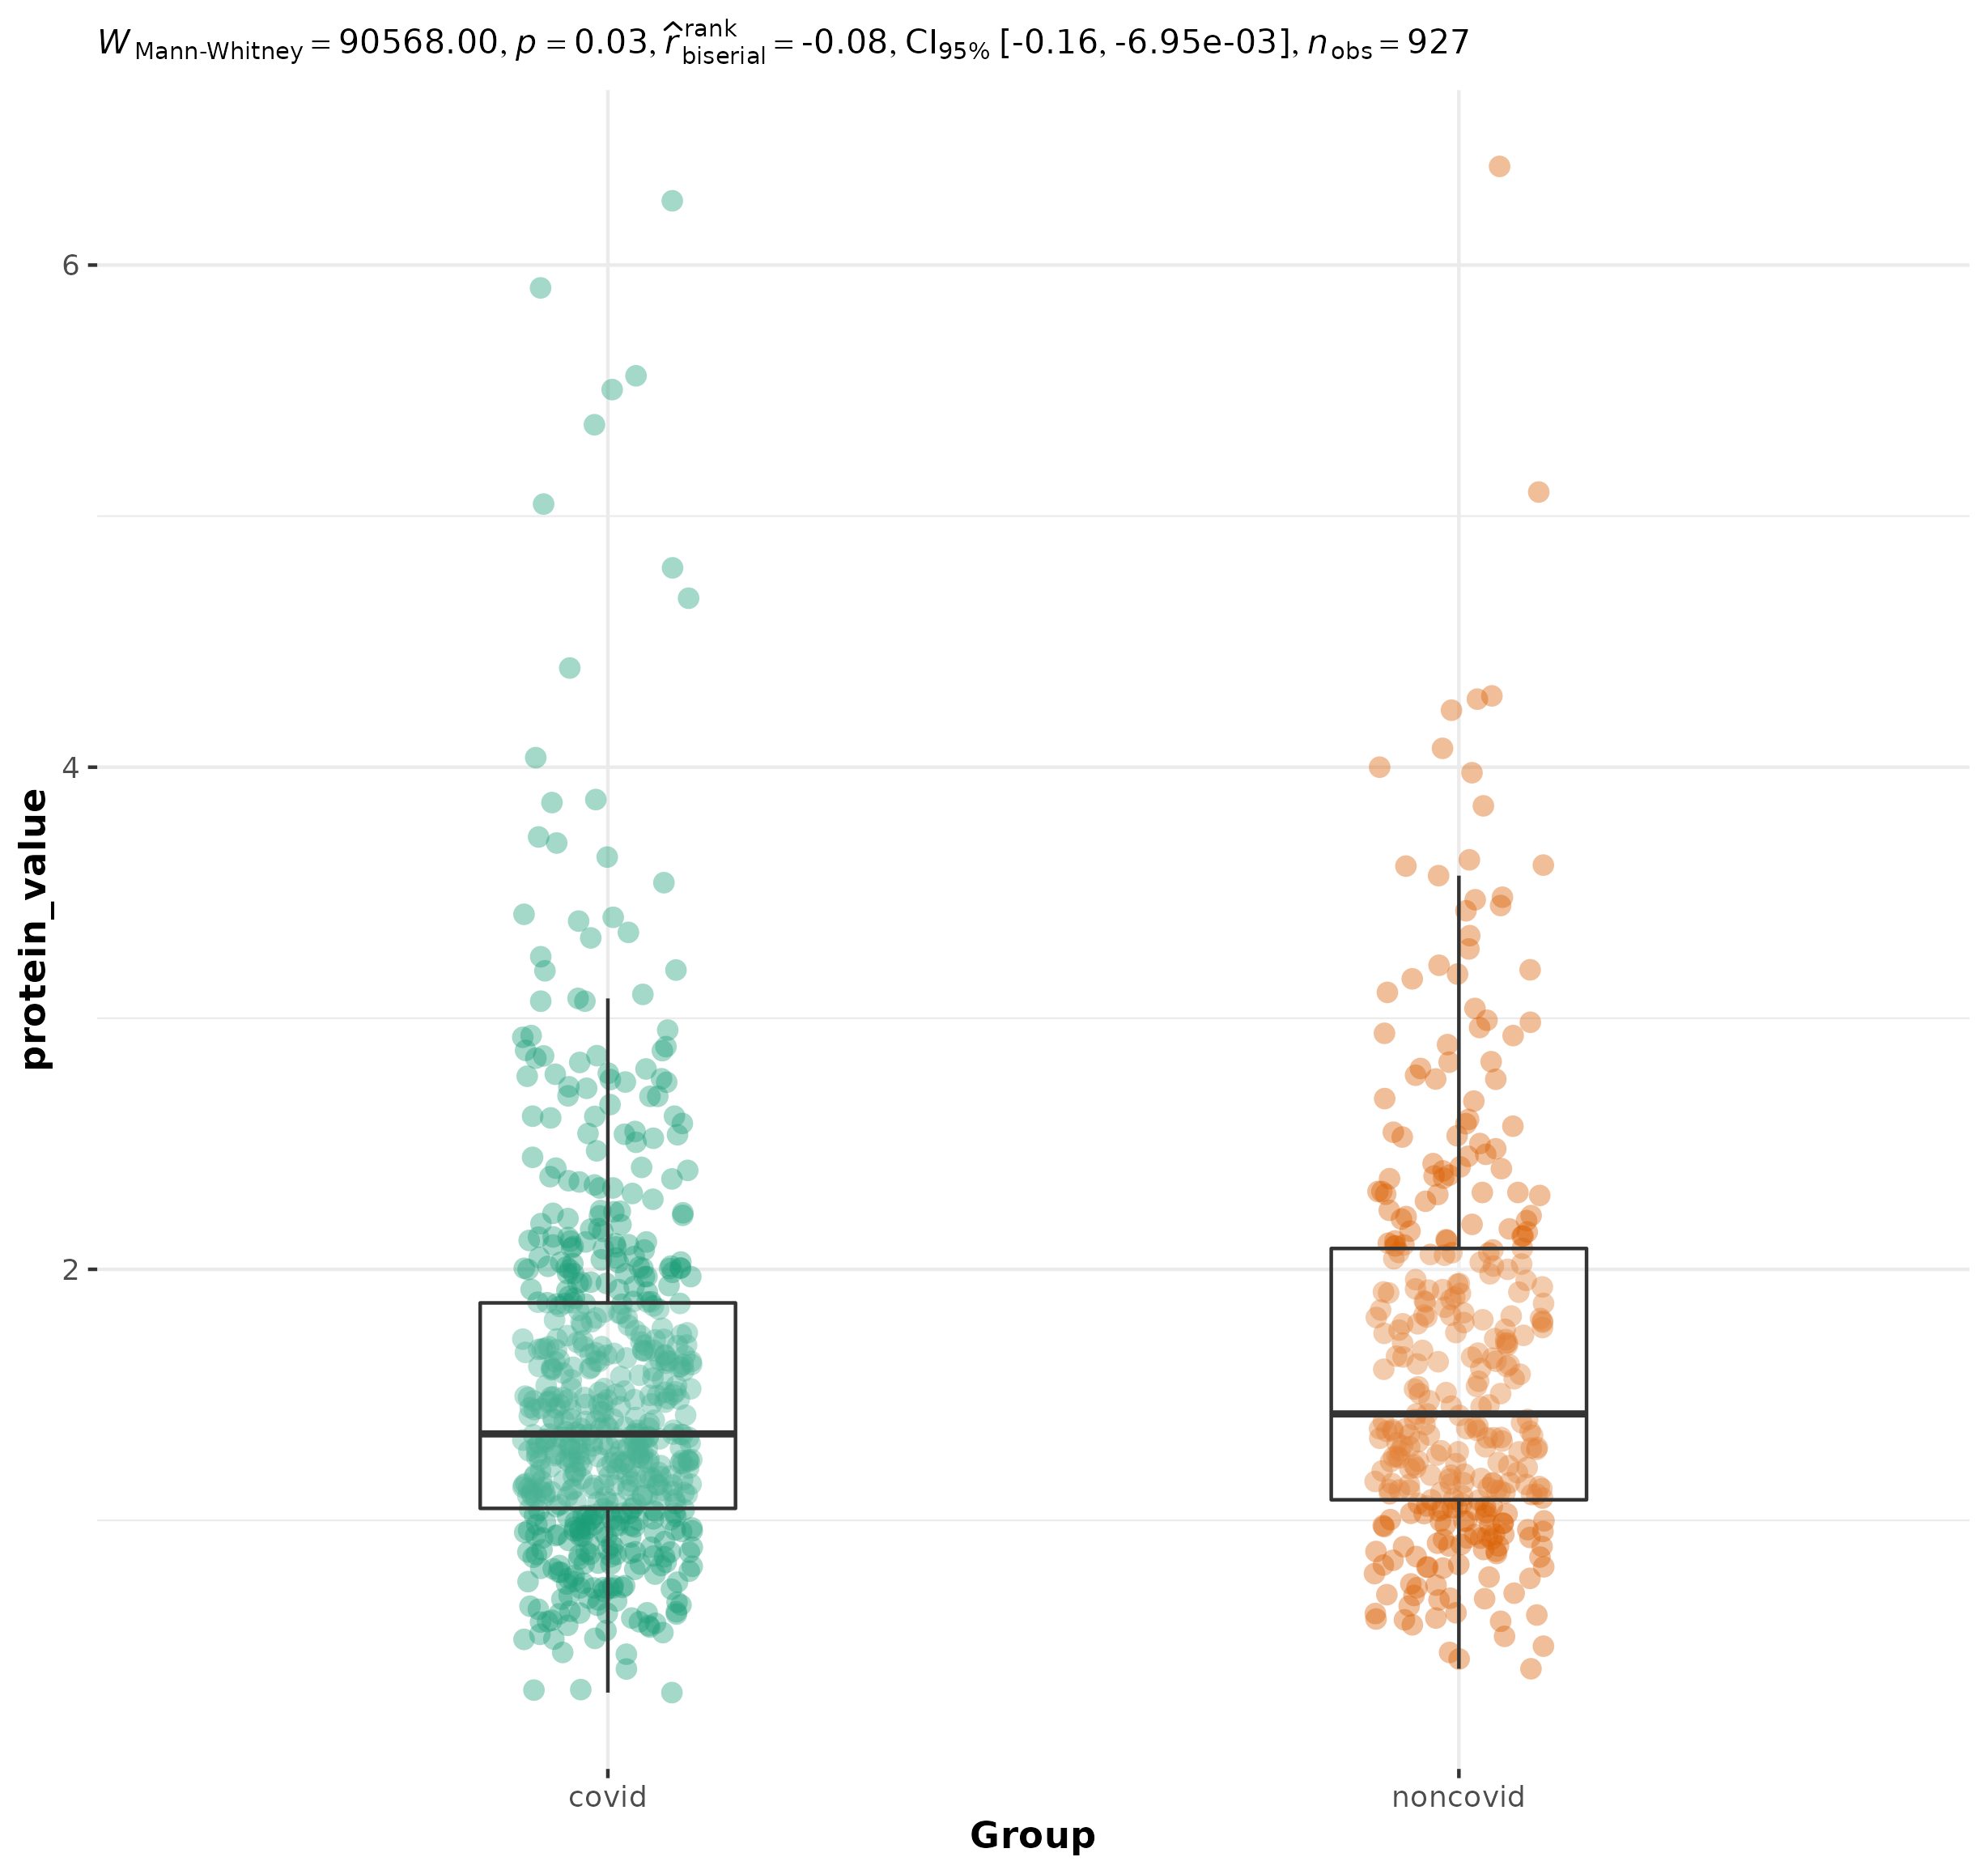 W Mann-Whitney = 90568.00, p = 0.03, r̂ rank biserial = -0.08, CI95% [-0.16, -6.95e-03], n obs = 927
6
4
2
protein_value
covid
noncovid
Group